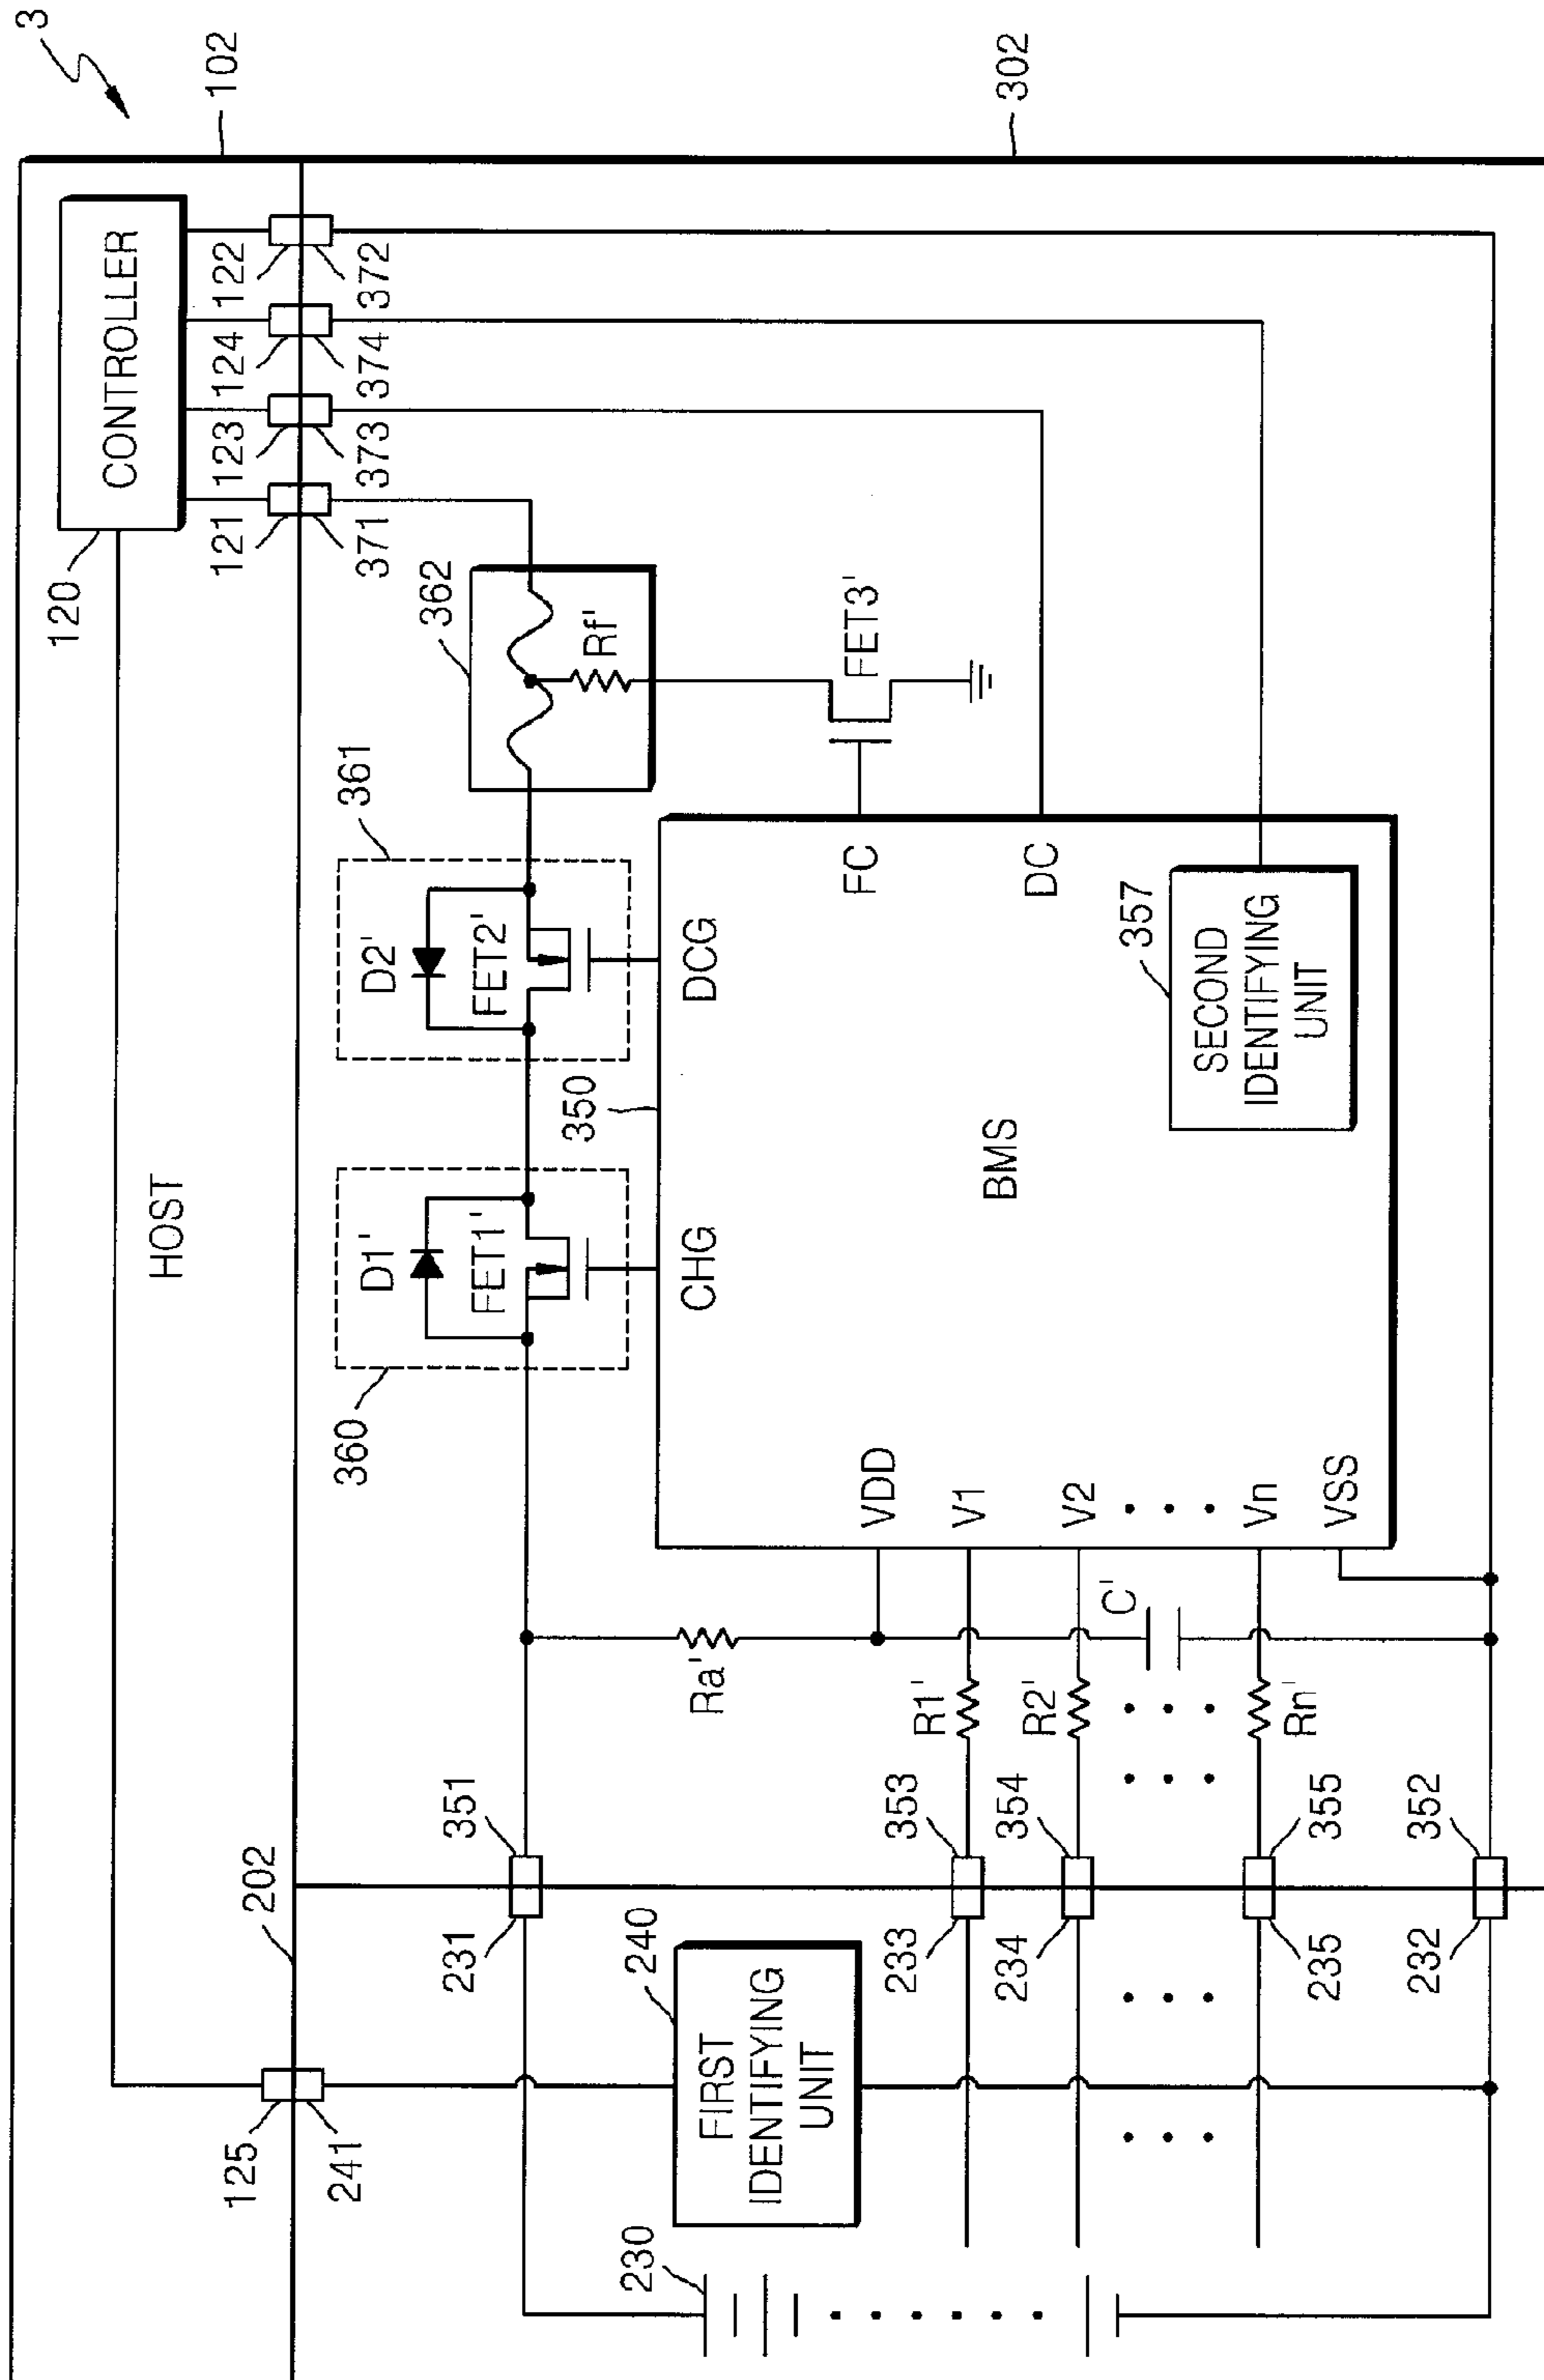 3
102
HOST
CONTROLLER
120
125
241
202
121
123
124
122
371
373
374
372
302
360
D1'
FET1'
361
D2'
FET2'
362
Rf'
FET3'
350
CHG
DCG
FC
DC
BMS
VDD
V1
V2
Vn
VSS
357
SECOND
IDENTIFYING
UNIT
Ra'
R1'
R2'
Rn'
C'
231
351
233
353
234
354
235
355
232
352
240
FIRST
IDENTIFYING
UNIT
230